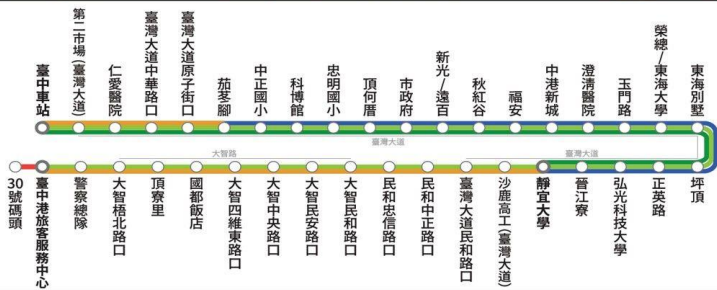 臺中車站
第二市場(臺灣大道)
仁愛醫院
臺灣大道中華路口
臺灣大道原子街口
茄苳腳
中正國小
科博館
忠明國小
頂何厝
市政府
新光/遠百
秋紅谷
福安
中港新城
澄清醫院
玉門路
榮總/東海大學
東海別墅
臺灣大道
大智路
臺灣大道
30號碼頭
臺中港旅客服務中心
警察總隊
大智梧北路口
頂寮里
國都飯店
大智四維東路口
大智中央路口
大智民安路口
大智民和路口
民和忠信路口
民和中正路口
臺灣大道民和路口
沙鹿高工(臺灣大道)
靜宜大學
晉江寮
弘光科技大學
正英路
坪頂